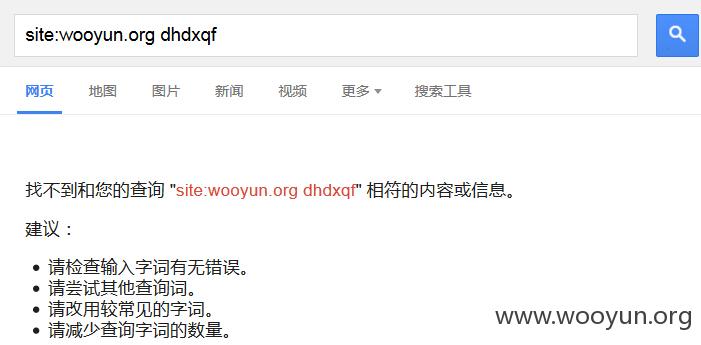 site:wooyun.org dhdxqf
网页 地图 图片 新闻 视频 更多 搜索工具
找不到和您的查询 "site:wooyun.org dhdxqf" 相符的内容或信息。
建议：
请检查输入字词有无错误。
请尝试其他查询词。
请改用较常见的字词。
请减少查询字词的数量。
www.wooyun.org